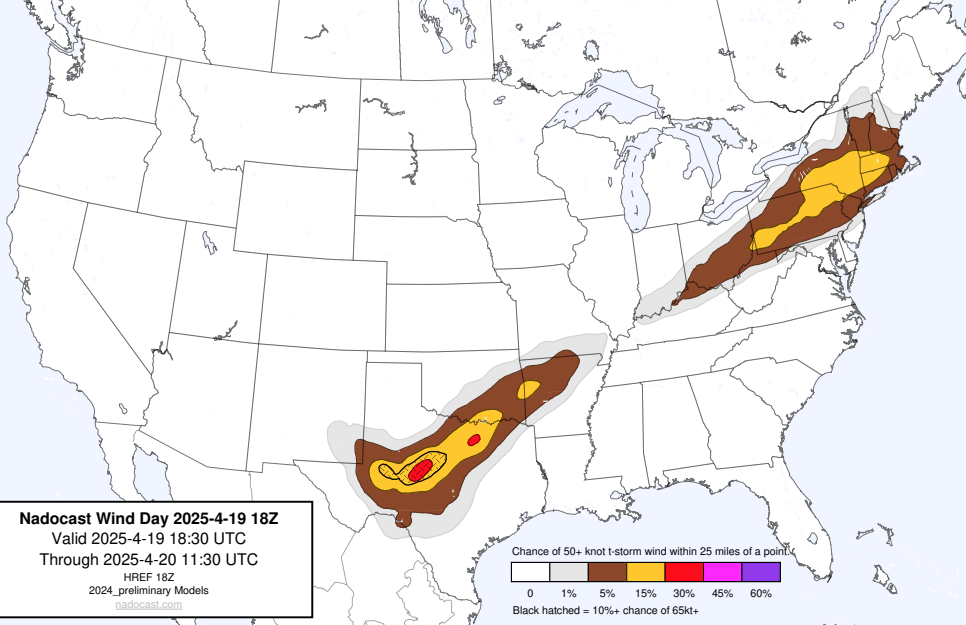 Nadocast Wind Day 2025-4-19 18Z
Valid 2025-4-19 18:30 UTC
Through 2025-4-20 11:30 UTC
HREF 18Z
2024_preliminary Models
nadocast.com
Chance of 50+ knot t-storm wind within 25 miles of a point.
0 1% 5% 15% 30% 45% 60%
Black hatched = 10%+ chance of 65kt+